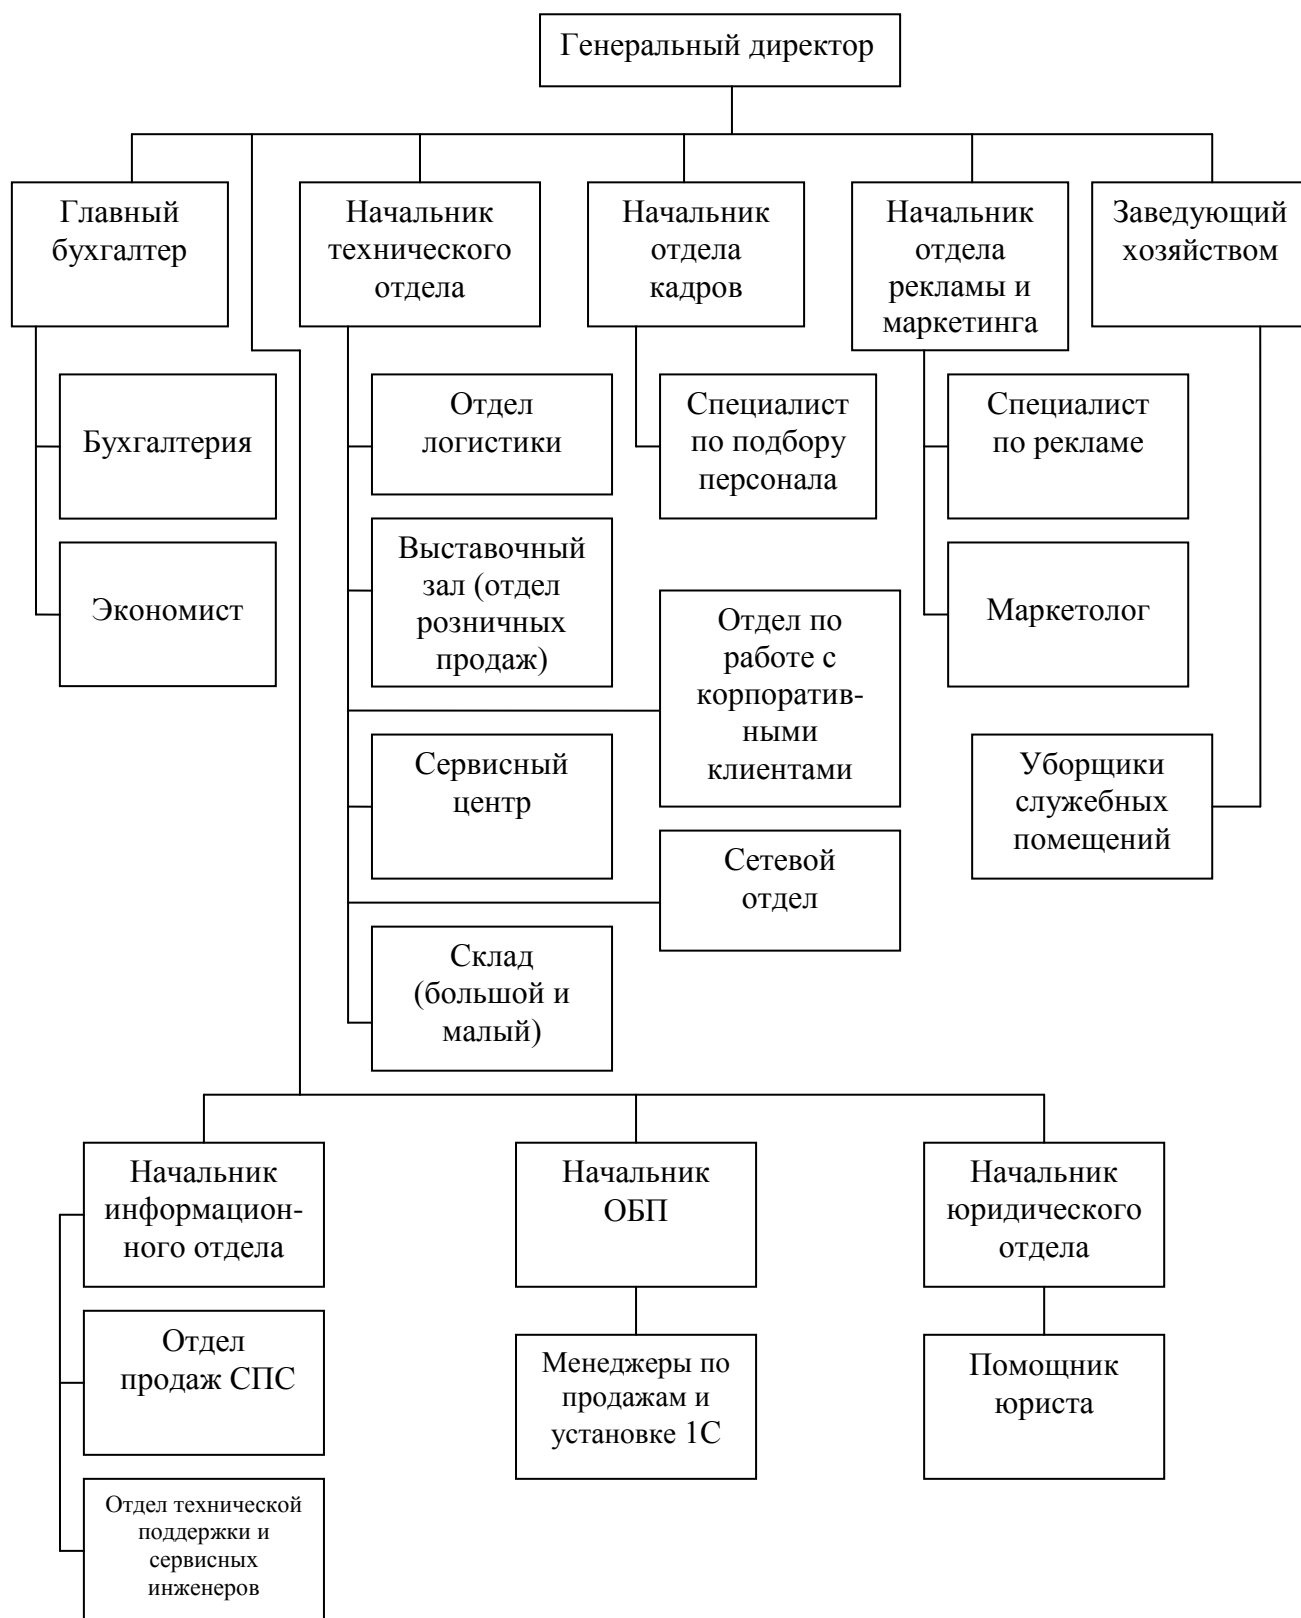 Генеральный директор
Главный
бухгалтер
Начальник
технического
отдела
Начальник
отдела
кадров
Начальник
отдела
рекламы и
маркетинга
Заведующий
хозяйством
Бухгалтерия
Экономист
Отдел
логистики
Выставочный
зал (отдел
розничных
продаж)
Сервисный
центр
Склад
(большой и
малый)
Специалист
по подбору
персонала
Отдел по
работе с
корпоратив-
ными
клиентами
Сетевой
отдел
Специалист
по рекламе
Маркетолог
Уборщики
служебных
помещений
Начальник
информацион-
ного отдела
Начальник
ОБП
Начальник
юридического
отдела
Отдел
продаж СПС
Отдел технической
поддержки и
сервисных
инженеров
Менеджеры по
продажам и
установке 1С
Помощник
юриста